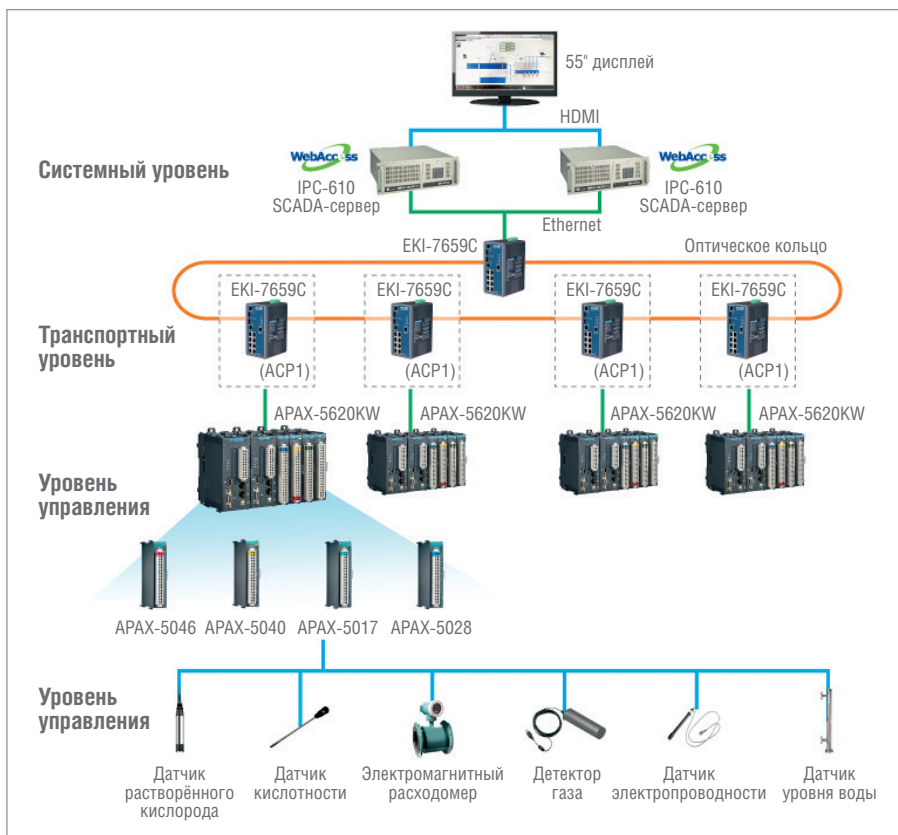 55" дисплей
HDMI
WebAccess
WebAccess
Системный уровень
IPC-610
SCADA-сервер
IPC-610
SCADA-сервер
Ethernet
EKI-7659C
Оптическое кольцо
EKI-7659C
EKI-7659C
EKI-7659C
EKI-7659C
Транспортный
уровень
(ACP1)
(ACP1)
(ACP1)
(ACP1)
APAX-5620KW
APAX-5620KW
APAX-5620KW
APAX-5620KW
Уровень
управления
APAX-5046
APAX-5040
APAX-5017
APAX-5028
Уровень
управления
Датчик
растворённого
кислорода
Датчик
кислотности
Электромагнитный
расходомер
Детектор
газа
Датчик
электропроводности
Датчик
уровня воды